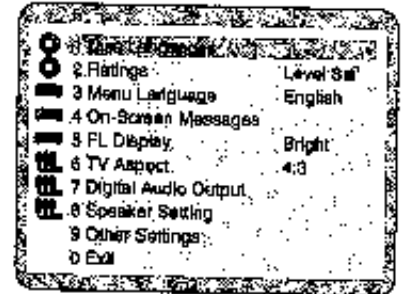 2 Ratings Level Set
3 Menu Language English
4 On-Screen Messages
5 FL Display Bright
6 TV Aspect 4:3
7 Digital Audio Output
8 Speaker Setting
9 Other Settings
0 Exit